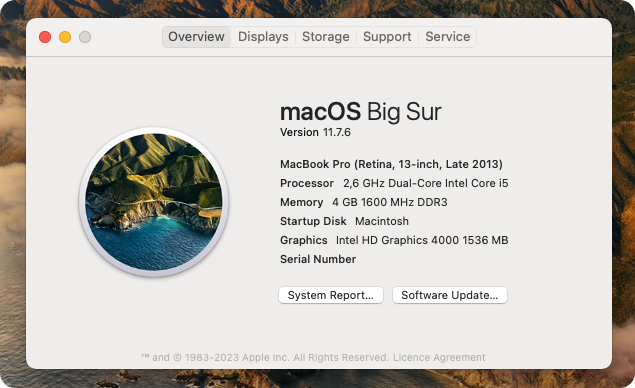 Overview Displays Storage Support Service
macOS Big Sur
Version 11.7.6
MacBook Pro (Retina, 13-inch, Late 2013)
Processor 2,6 GHz Dual-Core Intel Core i5
Memory 4 GB 1600 MHz DDR3
Startup Disk Macintosh
Graphics Intel HD Graphics 4000 1536 MB
Serial Number
System Report... Software Update...
™ and © 1983-2023 Apple Inc. All Rights Reserved. Licence Agreement